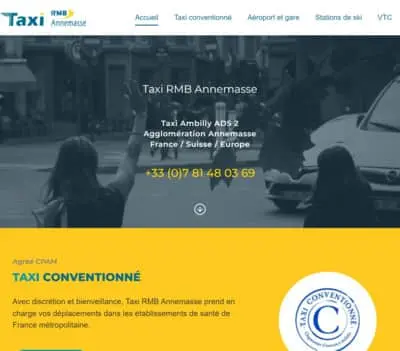 Taxi RMB Annemasse
Accueil Taxi conventionné Aéroport et gare Stations de ski VTC
Taxi RMB Annemasse
Taxi Ambilly ADS 2
Agglomération Annemasse
France / Suisse / Europe
+33 (0)7 81 48 03 69
Agréé CPAM
TAXI CONVENTIONNÉ
Avec discrétion et bienveillance, Taxi RMB Annemasse prend en
charge vos déplacements dans les établissements de santé de
France métropolitaine.
TAXI CONVENTIONNÉ
C